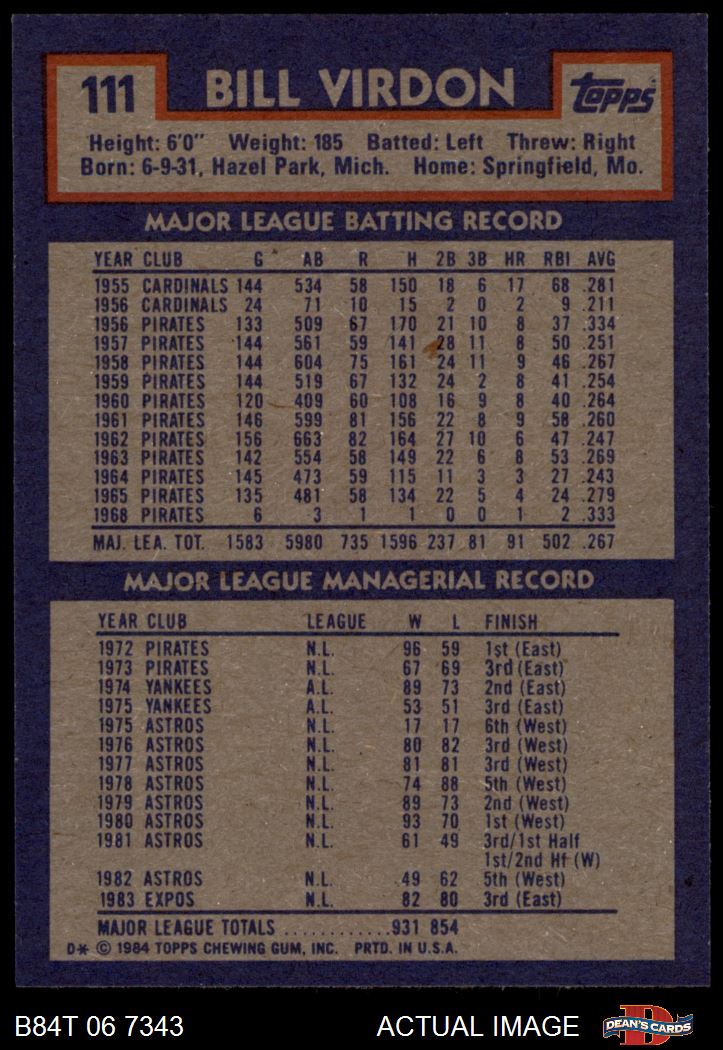 111 BILL VIRDON topps
Height: 6'0" Weight: 185 Batted: Left Threw: Right
Born: 6-9-31, Hazel Park, Mich. Home: Springfield, Mo.
MAJOR LEAGUE BATTING RECORD
YEAR CLUB G AB R H 2B 3B HR RBI AVG
1955 CARDINALS 144 534 58 150 18 6 17 68 .281
1956 CARDINALS 24 71 10 15 2 0 2 9 .211
1956 PIRATES 133 509 67 170 21 10 8 37 .334
1957 PIRATES 144 561 59 141 28 11 8 50 .251
1958 PIRATES 144 604 75 161 24 11 9 46 .267
1959 PIRATES 144 519 67 132 24 2 8 41 .254
1960 PIRATES 120 409 60 108 16 9 8 40 .264
1961 PIRATES 146 599 81 156 22 8 9 58 .260
1962 PIRATES 156 663 82 164 27 10 6 47 .247
1963 PIRATES 142 554 58 149 22 6 8 53 .269
1964 PIRATES 145 473 59 115 11 3 3 27 .243
1965 PIRATES 135 481 58 134 22 5 4 24 .279
1968 PIRATES 6 3 1 1 0 0 1 2 .333
MAJ. LEA. TOT. 1583 5980 735 1596 237 81 91 502 .267
MAJOR LEAGUE MANAGERIAL RECORD
YEAR CLUB LEAGUE W L FINISH
1972 PIRATES N.L. 96 59 1st (East)
1973 PIRATES N.L. 67 69 3rd (East)
1974 YANKEES A.L. 89 73 2nd (East)
1975 YANKEES A.L. 53 51 3rd (East)
1975 ASTROS N.L. 17 17 6th (West)
1976 ASTROS N.L. 80 82 3rd (West)
1977 ASTROS N.L. 81 81 3rd (West)
1978 ASTROS N.L. 74 88 5th (West)
1979 ASTROS N.L. 89 73 2nd (West)
1980 ASTROS N.L. 93 70 1st (West)
1981 ASTROS N.L. 61 49 3rd/1st Half
1st/2nd Hf (W)
1982 ASTROS N.L. 49 62 5th (West)
1983 EXPOS N.L. 82 80 3rd (East)
MAJOR LEAGUE TOTALS ............931 854
D* © 1984 TOPPS CHEWING GUM, INC. PRTD. IN U.S.A.
B84T 06 7343 ACTUAL IMAGE D DEAN'S CARDS